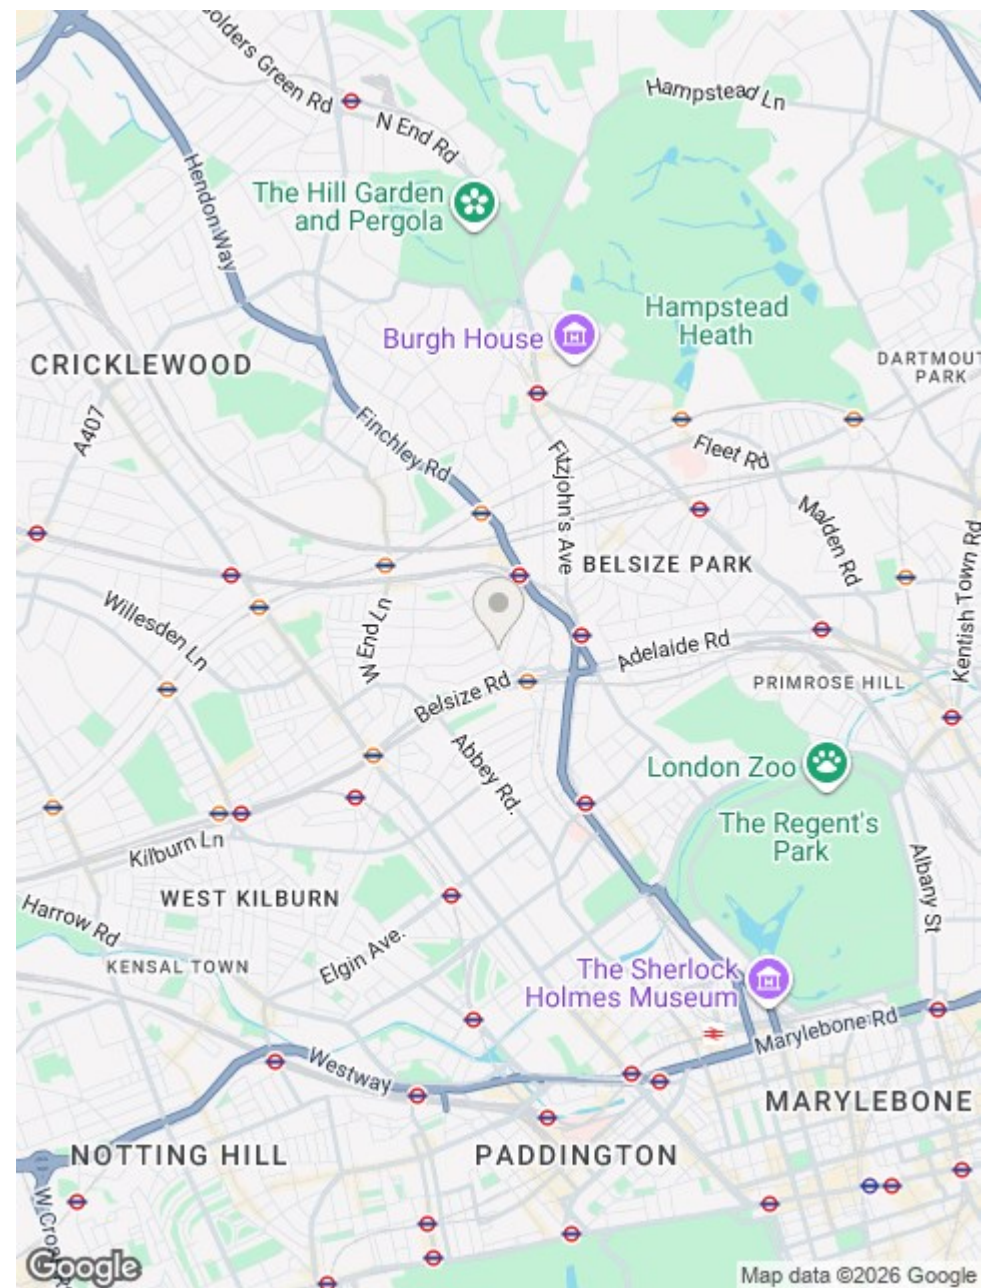 olders Green Rd
N End Rd
Hampstead Ln
Hendon Way
The Hill Garden
and Pergola
Hampstead
Heath
Burgh House
CRICKLEWOOD
DARTMOUT
PARK
A407
Finchley Rd
Fitzjohn's Ave
Fleet Rd
Malden Rd
Kentish Town Rd
BELSIZE PARK
Willesden Ln
W End Ln
Adelaide Rd
Belsize Rd
PRIMROSE HILL
Abbey Rd.
London Zoo
The Regent's
Park
Kilburn Ln
Albany St
WEST KILBURN
Harrow Rd
Elgin Ave.
KENSAL TOWN
The Sherlock
Holmes Museum
Marylebone Rd
Westway
MARYLEBONE
NOTTING HILL
PADDINGTON
Google
Map data ©2026 Google